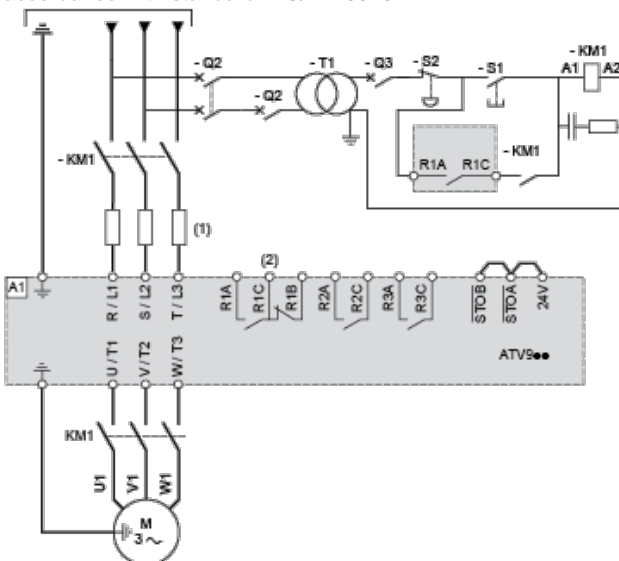 - Q2
- T1
- Q3
- S2
- S1
- KM1
A1
A2
- Q2
- KM1
R1A
R1C
- KM1
(1)
(2)
A1
R / L1
S / L2
T / L3
R1A
R1C
R1B
R2A
R2C
R3A
R3C
STOB
STOA
24V
U / T1
V / T2
W / T3
ATV9●●
KM1
U1
V1
W1
M
3 ~